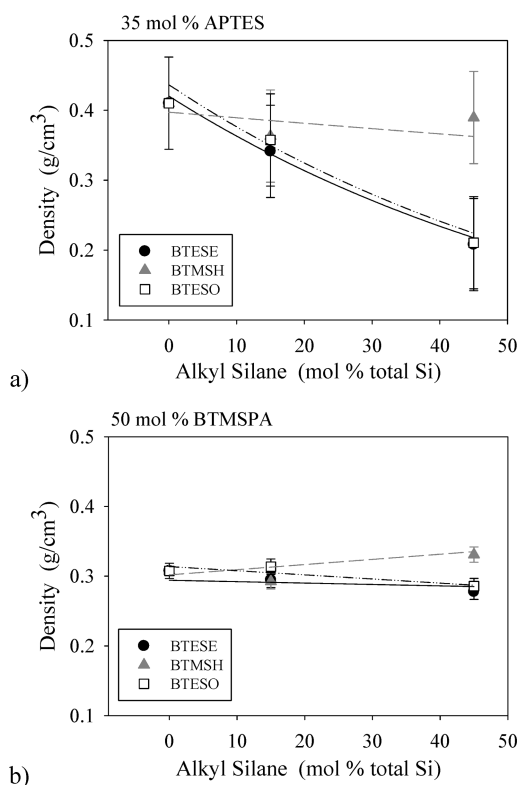 35 mol % APTES
0.5
0.4
0.3
0.2
0.1
Density (g/cm³)
BTESE
BTMSH
BTESO
0 10 20 30 40 50
Alkyl Silane (mol % total Si)
a)
50 mol % BTMSPA
0.5
0.4
0.3
0.2
0.1
Density (g/cm³)
BTESE
BTMSH
BTESO
0 10 20 30 40 50
Alkyl Silane (mol % total Si)
b)